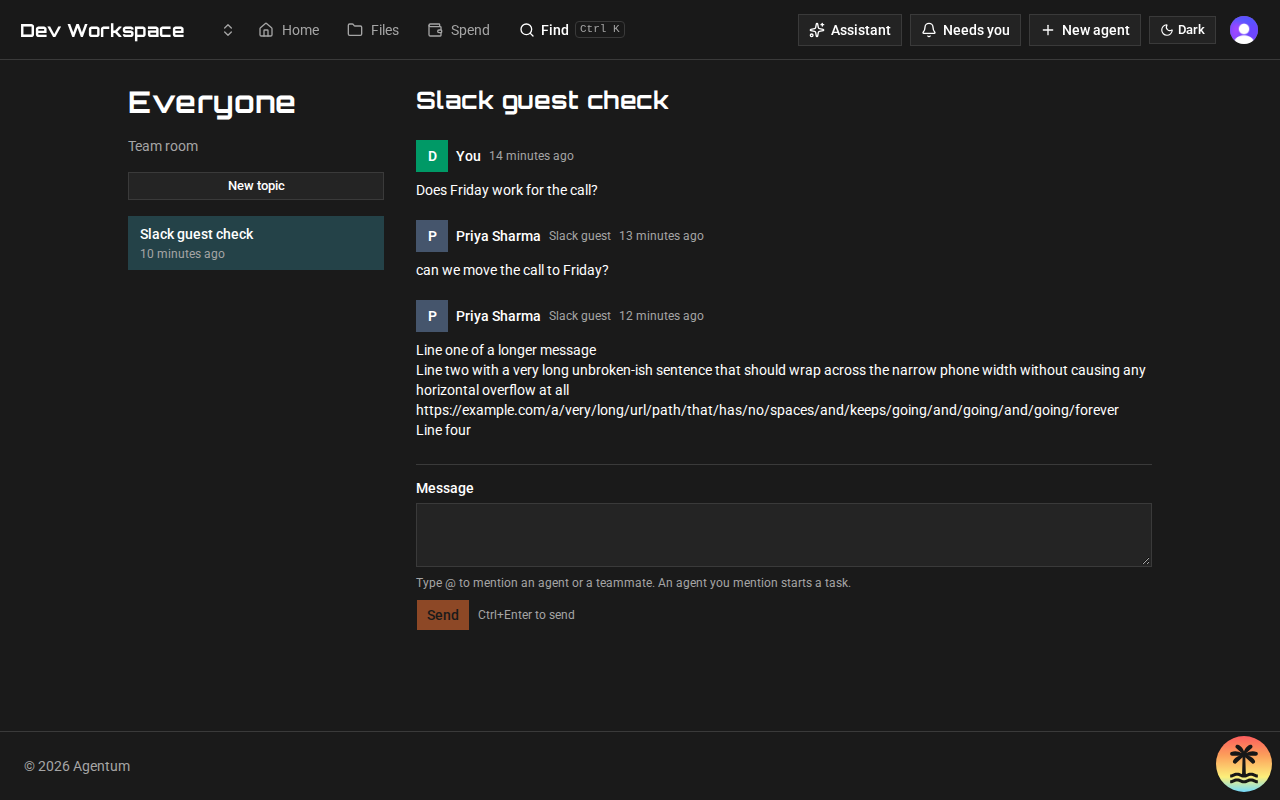 Dev Workspace
Home
Files
Spend
Find
Ctrl K
Assistant
Needs you
New agent
Dark
Everyone
Team room
New topic
Slack guest check
10 minutes ago
Slack guest check
D
You
14 minutes ago
Does Friday work for the call?
P
Priya Sharma
Slack guest
13 minutes ago
can we move the call to Friday?
P
Priya Sharma
Slack guest
12 minutes ago
Line one of a longer message
Line two with a very long unbroken-ish sentence that should wrap across the narrow phone width without causing any
horizontal overflow at all
https://example.com/a/very/long/url/path/that/has/no/spaces/and/keeps/going/and/going/and/going/forever
Line four
Message
Type @ to mention an agent or a teammate. An agent you mention starts a task.
Send
Ctrl+Enter to send
© 2026 Agentum